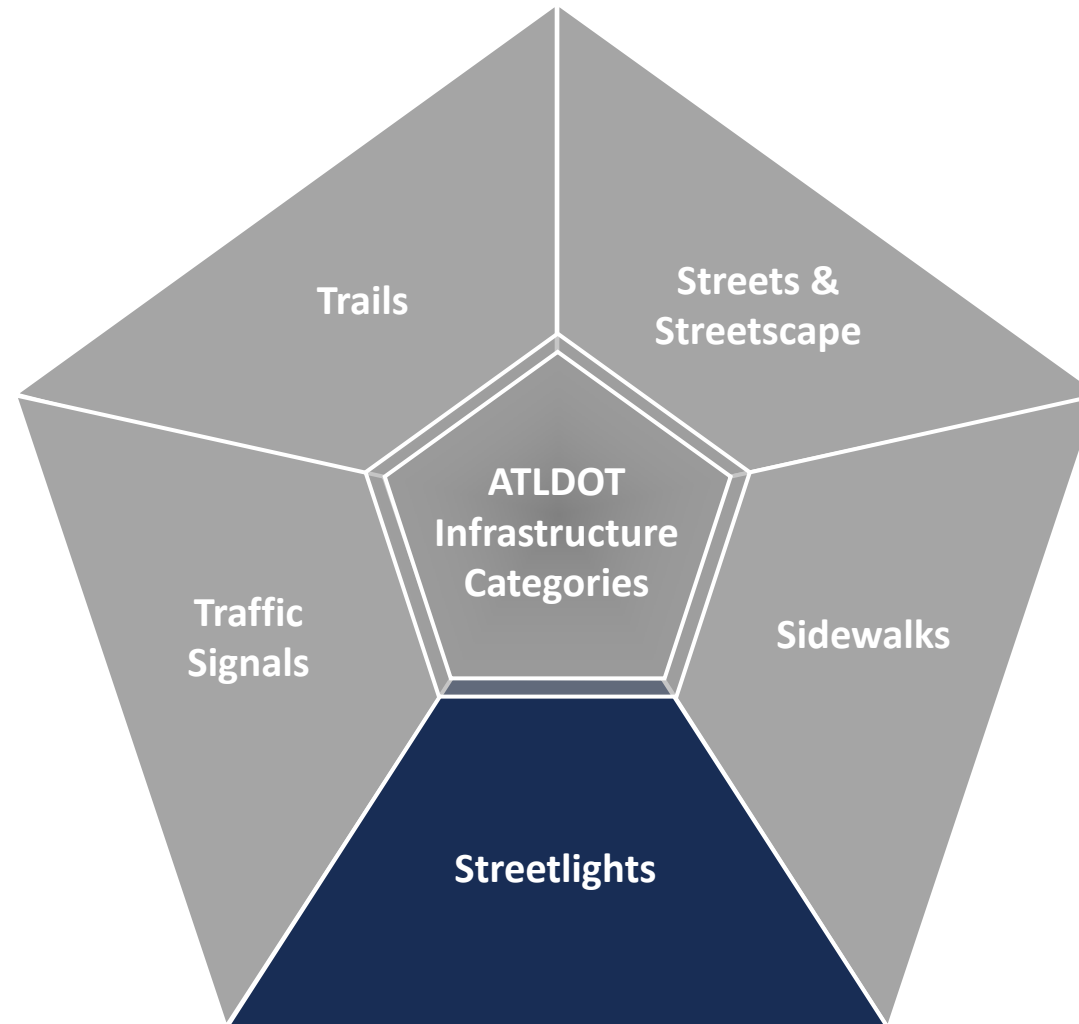 Trails
Streets &
Streetscape
ATLDOT
Infrastructure
Categories
Traffic
Signals
Sidewalks
Streetlights